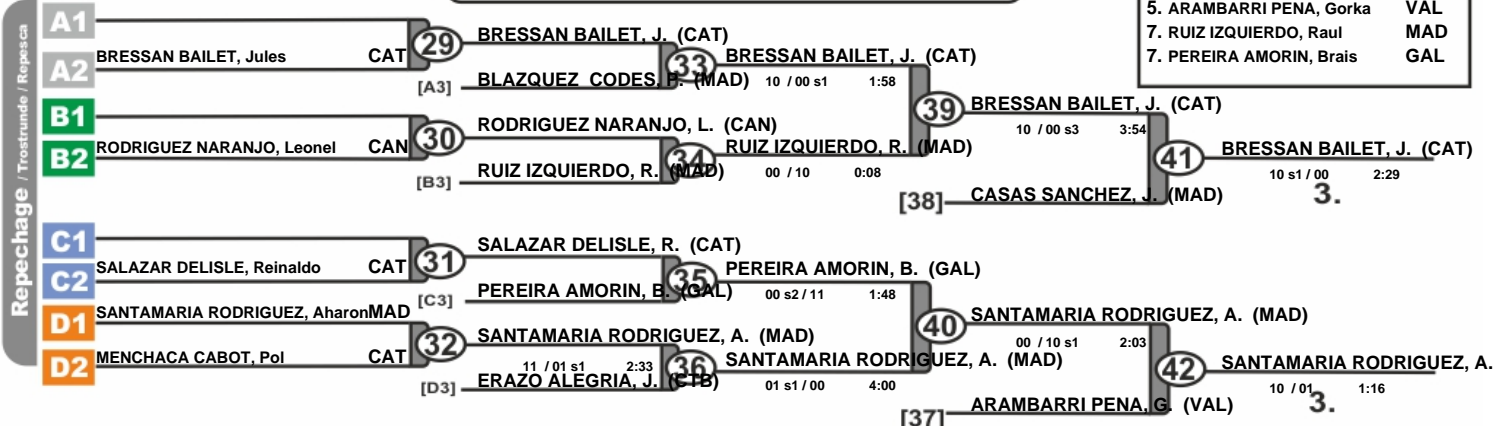 5. ARAMBARRI PENA, Gorka VAL
7. RUIZ IZQUIERDO, Raul MAD
7. PEREIRA AMORIN, Brais GAL
Repechage / Trostrunde / Repesca
A1
A2 BRESSAN BAILET, Jules CAT
29 BRESSAN BAILET, J. (CAT)
[A3] BLAZQUEZ CODES, P. (MAD)
33 BRESSAN BAILET, J. (CAT)
10 / 00 s1 1:58
B1
B2 RODRIGUEZ NARANJO, Leonel CAN
30 RODRIGUEZ NARANJO, L. (CAN)
[B3] RUIZ IZQUIERDO, R. (MAD)
34 RUIZ IZQUIERDO, R. (MAD)
00 / 10 0:08
39 BRESSAN BAILET, J. (CAT)
10 / 00 s3 3:54
[38] CASAS SANCHEZ, J. (MAD)
41 BRESSAN BAILET, J. (CAT)
10 s1 / 00 2:29
3.
C1
C2 SALAZAR DELISLE, Reinaldo CAT
31 SALAZAR DELISLE, R. (CAT)
[C3] PEREIRA AMORIN, B. (GAL)
35 PEREIRA AMORIN, B. (GAL)
00 s2 / 11 1:48
D1 SANTAMARIA RODRIGUEZ, Aharon MAD
D2 MENCHACA CABOT, Pol CAT
32 SANTAMARIA RODRIGUEZ, A. (MAD)
11 / 01 s1 2:33
[D3] ERAZO ALEGRIA, J. (CTB)
36 SANTAMARIA RODRIGUEZ, A. (MAD)
01 s1 / 00 4:00
40 SANTAMARIA RODRIGUEZ, A. (MAD)
00 / 10 s1 2:03
[37] ARAMBARRI PENA, G. (VAL)
42 SANTAMARIA RODRIGUEZ, A.
10 / 01 1:16
3.